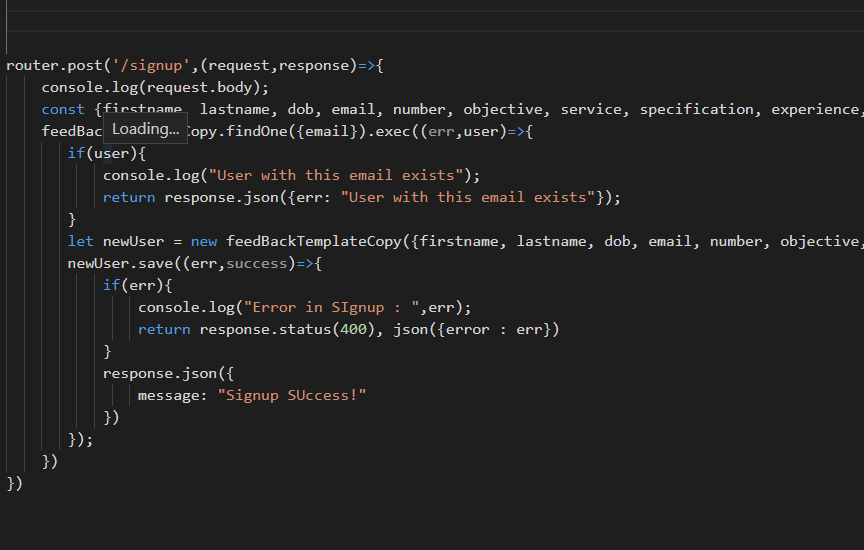 router.post('/signup',(request,response)=>{
console.log(request.body);
const {firstname, lastname, dob, email, number, objective, service, specification, experience,
feedBac Loading... Copy.findOne({email}).exec((err,user)=>{
if(user){
console.log("User with this email exists");
return response.json({err: "User with this email exists"});
}
let newUser = new feedBackTemplateCopy({firstname, lastname, dob, email, number, objective,
newUser.save((err,success)=>{
if(err){
console.log("Error in SIgnup : ",err);
return response.status(400), json({error : err})
}
response.json({
message: "Signup SUccess!"
})
});
})
})